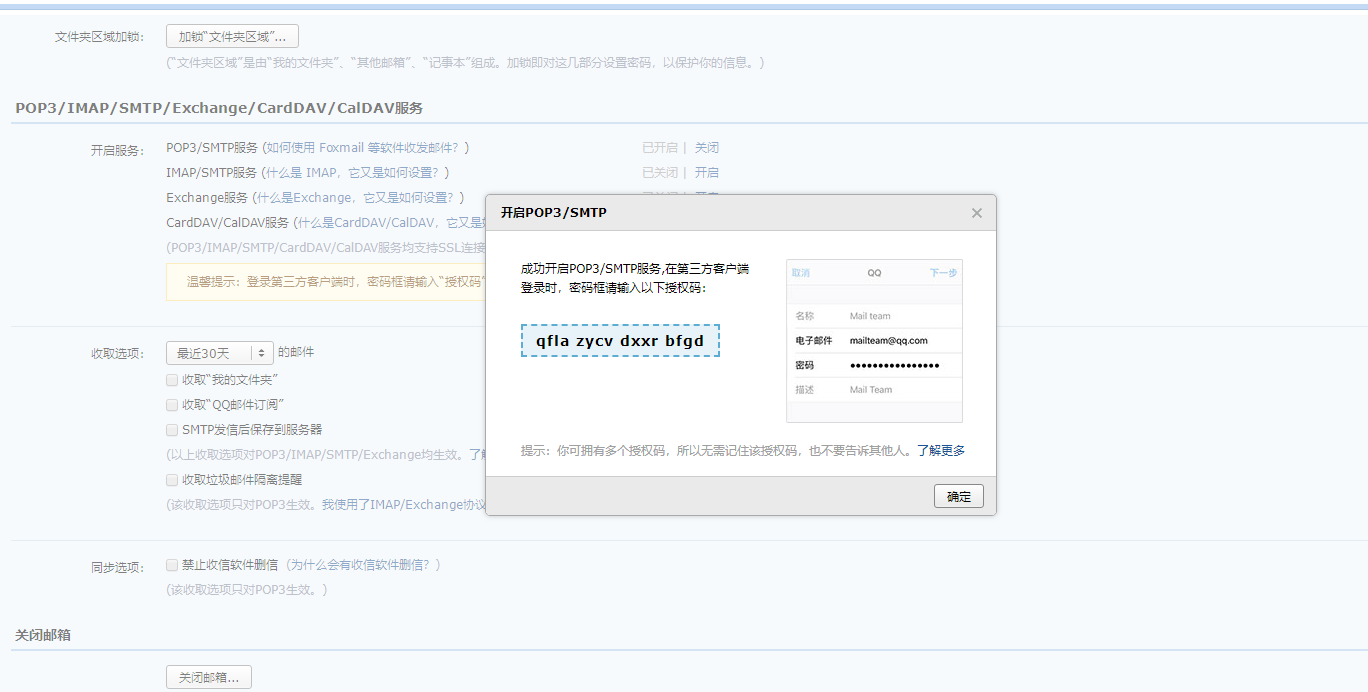 文件夹区域加锁： 加锁“文件夹区域”...
(“文件夹区域”是由“我的文件夹”、“其他邮箱”、“记事本”组成。加锁即对这几部分设置密码，以保护你的信息。)
POP3/IMAP/SMTP/Exchange/CardDAV/CalDAV服务
开启服务： POP3/SMTP服务 (如何使用 Foxmail 等软件收发邮件？) 已开启 | 关闭
IMAP/SMTP服务 (什么是 IMAP，它又是如何设置？) 已关闭 | 开启
Exchange服务 (什么是Exchange，它又是如何设置？)
CardDAV/CalDAV服务 (什么是CardDAV/CalDAV，它又是
(POP3/IMAP/SMTP/CardDAV/CalDAV服务均支持SSL连接
温馨提示：登录第三方客户端时，密码框请输入“授权码”
开启POP3/SMTP
成功开启POP3/SMTP服务,在第三方客户端
登录时，密码框请输入以下授权码：
qfla zycv dxxr bfgd
取消 QQ 下一步
名称 Mail team
电子邮件 mailteam@qq.com
密码 ●●●●●●●●●●●●●●●●
描述 Mail Team
提示：你可拥有多个授权码，所以无需记住该授权码，也不要告诉其他人。了解更多
确定
收取选项： 最近30天 的邮件
收取“我的文件夹”
收取“QQ邮件订阅”
SMTP发信后保存到服务器
(以上收取选项对POP3/IMAP/SMTP/Exchange均生效。了解
收取垃圾邮件隔离提醒
(该收取选项只对POP3生效。我使用了IMAP/Exchange协议
同步选项： 禁止收信软件删信 (为什么会有收信软件删信？)
(该收取选项只对POP3生效。)
关闭邮箱
关闭邮箱...